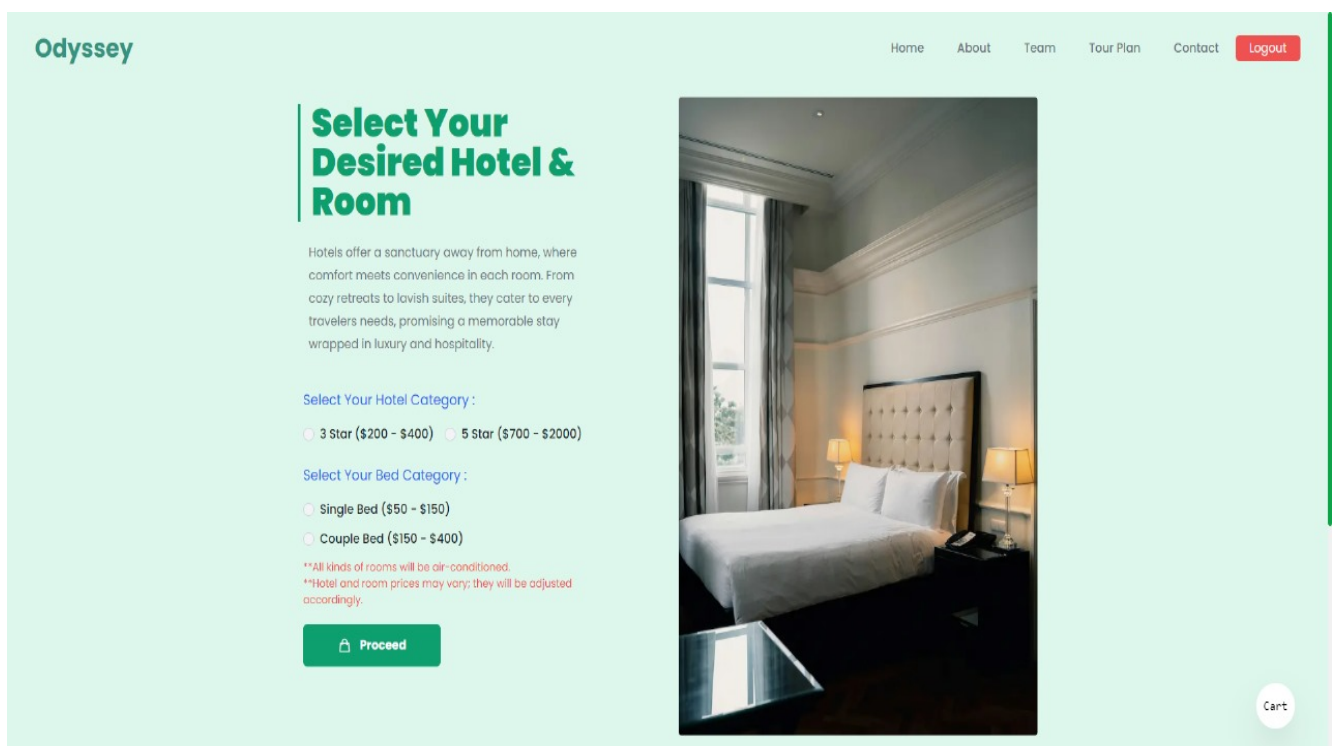 Odyssey
Home About Team Tour Plan Contact Logout
Select Your
Desired Hotel &
Room
Hotels offer a sanctuary away from home, where
comfort meets convenience in each room. From
cozy retreats to lavish suites, they cater to every
travelers needs, promising a memorable stay
wrapped in luxury and hospitality.
Select Your Hotel Category :
3 Star ($200 - $400) 5 Star ($700 - $2000)
Select Your Bed Category :
Single Bed ($50 - $150)
Couple Bed ($150 - $400)
**All kinds of rooms will be air-conditioned.
**Hotel and room prices may vary; they will be adjusted
accordingly.
Proceed
Cart